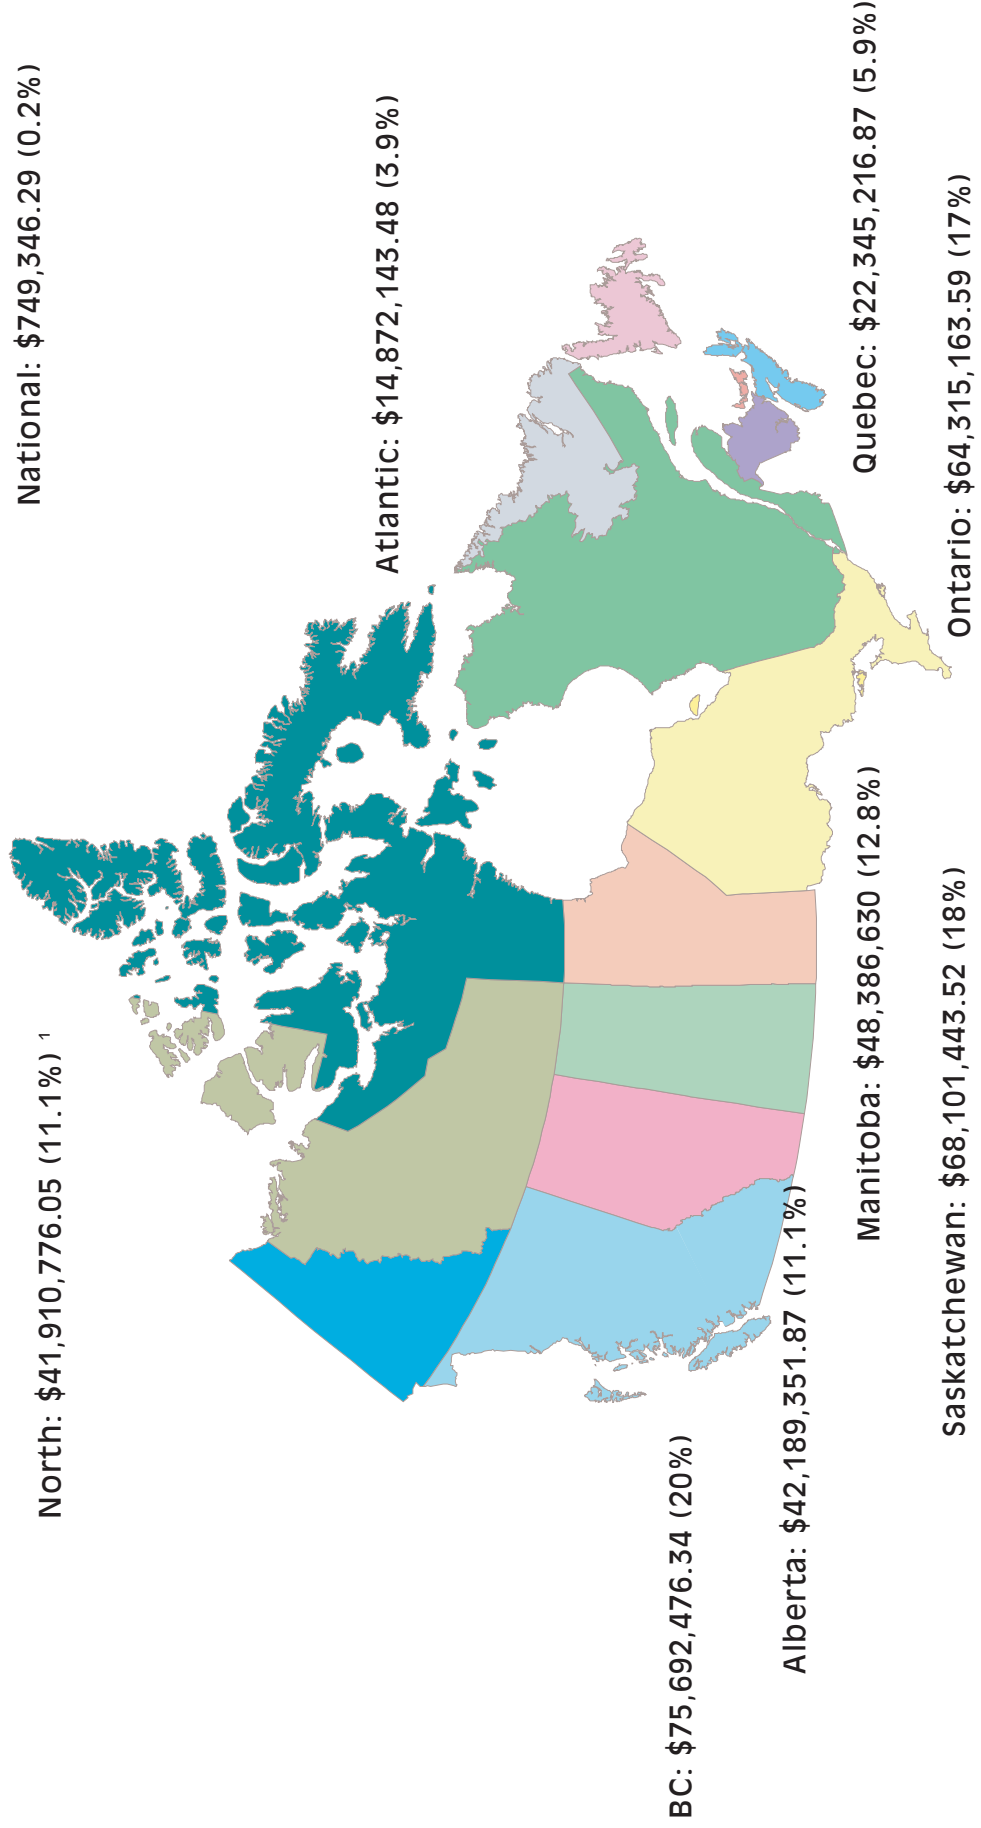 North: $41,910,776.05 (11.1%) ¹
National: $749,346.29 (0.2%)
Atlantic: $14,872,143.48 (3.9%)
BC: $75,692,476.34 (20%)
Alberta: $42,189,351.87 (11.1%)
Manitoba: $48,386,630 (12.8%)
Quebec: $22,345,216.87 (5.9%)
Saskatchewan: $68,101,443.52 (18%)
Ontario: $64,315,163.59 (17%)